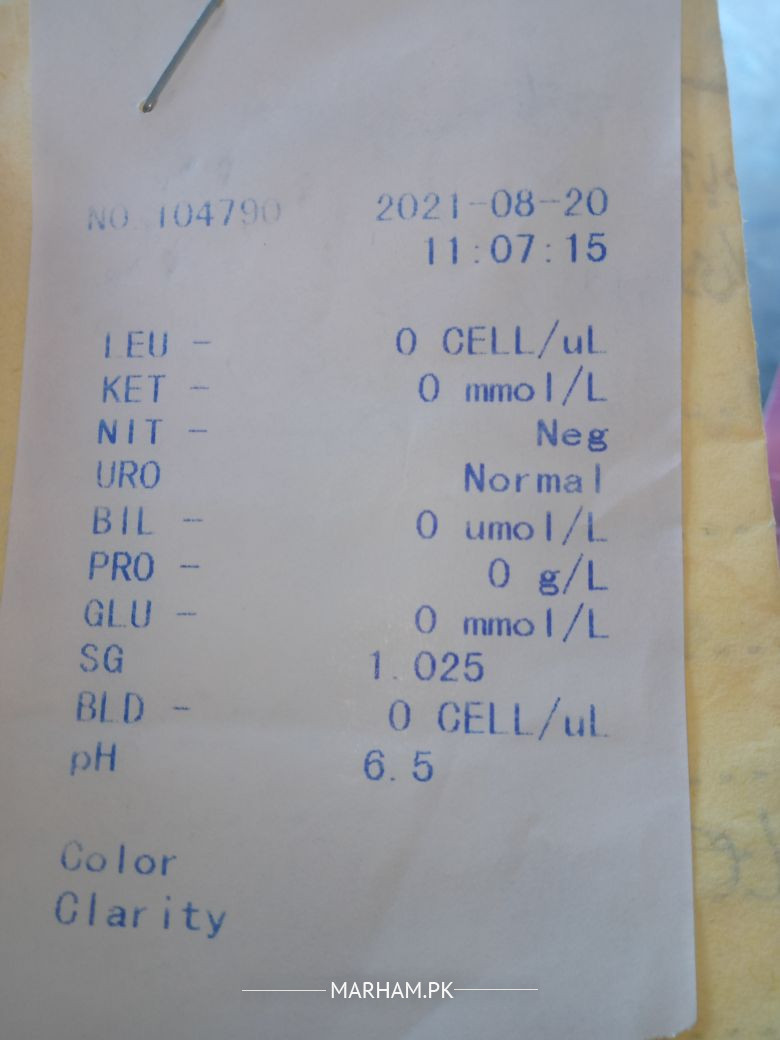 NO 104790 2021-08-20
11:07:15
LEU - 0 CELL/uL
KET - 0 mmol/L
NIT - Neg
URO Normal
BIL - 0 umol/L
PRO - 0 g/L
GLU - 0 mmol/L
SG 1.025
BLD - 0 CELL/uL
pH 6.5
Color
Clarity
MARHAM.PK